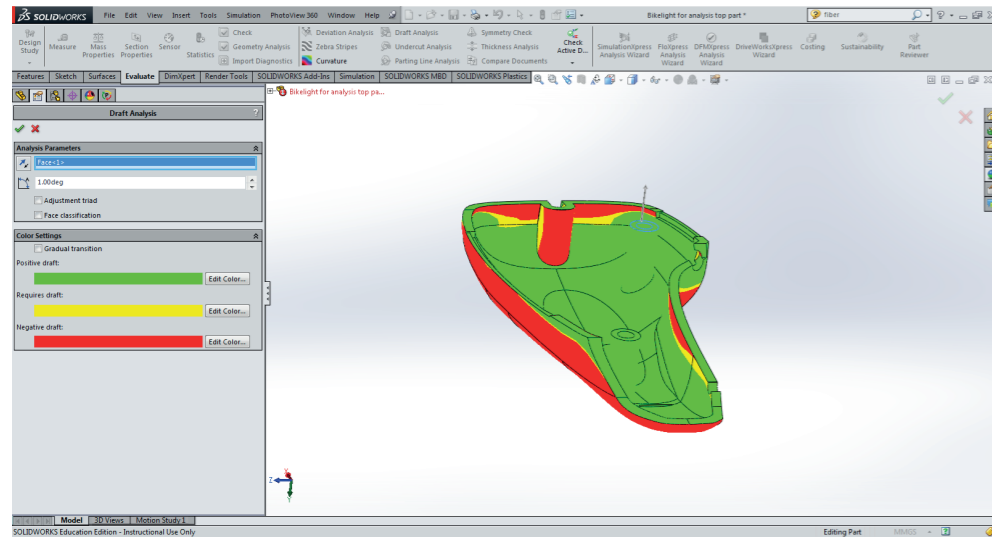 SOLIDWORKS File Edit View Insert Tools Simulation PhotoView 360 Window Help Bikelight for analysis top part * fiber
Design Study
Measure
Mass Properties
Section Properties
Sensor
Statistics
Check
Geometry Analysis
Import Diagnostics
Deviation Analysis
Zebra Stripes
Curvature
Draft Analysis
Undercut Analysis
Parting Line Analysis
Symmetry Check
Thickness Analysis
Compare Documents
Check Active D...
SimulationXpress Analysis Wizard
FloXpress Analysis Wizard
DFMXpress Analysis Wizard
DriveWorksXpress Wizard
Costing
Sustainability
Part Reviewer
Features Sketch Surfaces Evaluate DimXpert Render Tools SOLIDWORKS Add-Ins Simulation SOLIDWORKS MBD SOLIDWORKS Plastics
Bikelight for analysis top pa...
Draft Analysis ?
Analysis Parameters
Face<1>
1.00deg
Adjustment triad
Face classification
Color Settings
Gradual transition
Positive draft:
Edit Color...
Requires draft:
Edit Color...
Negative draft:
Edit Color...
X
Z
Y
Model 3D Views Motion Study 1
SOLIDWORKS Education Edition - Instructional Use Only Editing Part MMGS